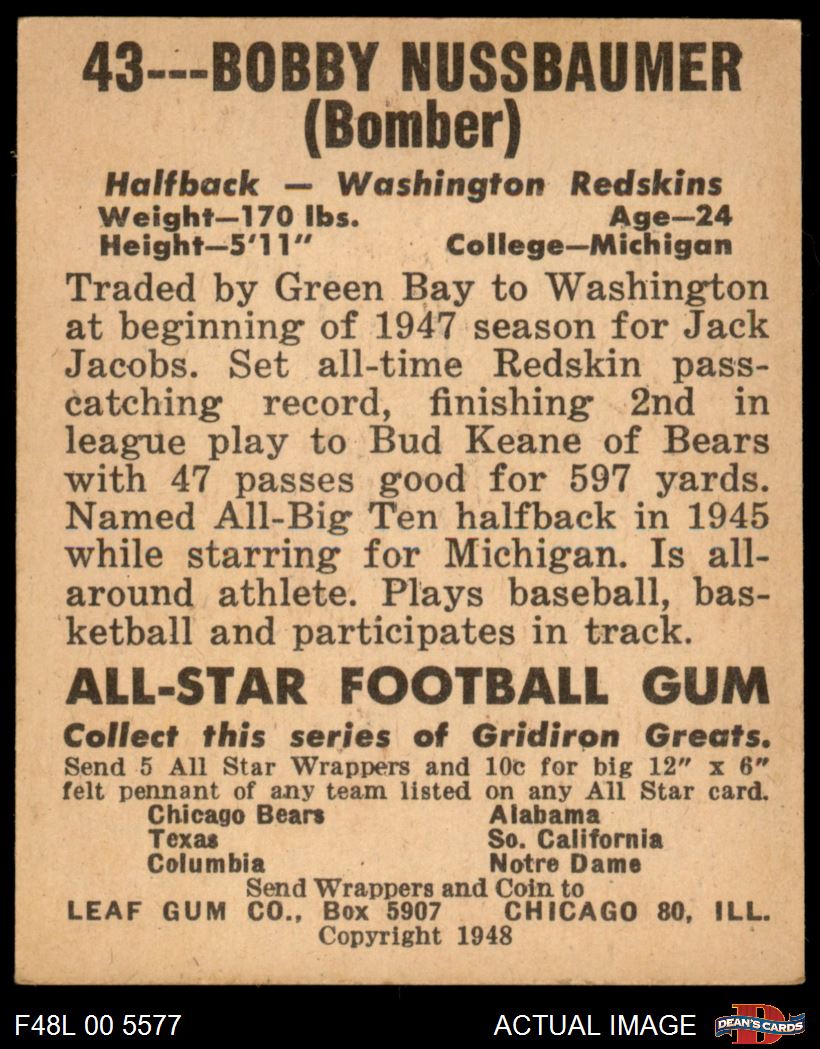 43---BOBBY NUSSBAUMER
(Bomber)
Halfback — Washington Redskins
Weight—170 lbs. Age—24
Height—5'11" College—Michigan
Traded by Green Bay to Washington
at beginning of 1947 season for Jack
Jacobs. Set all-time Redskin pass-
catching record, finishing 2nd in
league play to Bud Keane of Bears
with 47 passes good for 597 yards.
Named All-Big Ten halfback in 1945
while starring for Michigan. Is all-
around athlete. Plays baseball, bas-
ketball and participates in track.
ALL-STAR FOOTBALL GUM
Collect this series of Gridiron Greats.
Send 5 All Star Wrappers and 10c for big 12" x 6"
felt pennant of any team listed on any All Star card.
Chicago Bears Alabama
Texas So. California
Columbia Notre Dame
Send Wrappers and Coin to
LEAF GUM CO., Box 5907 CHICAGO 80, ILL.
Copyright 1948
F48L 00 5577 ACTUAL IMAGE DEAN'S CARDS